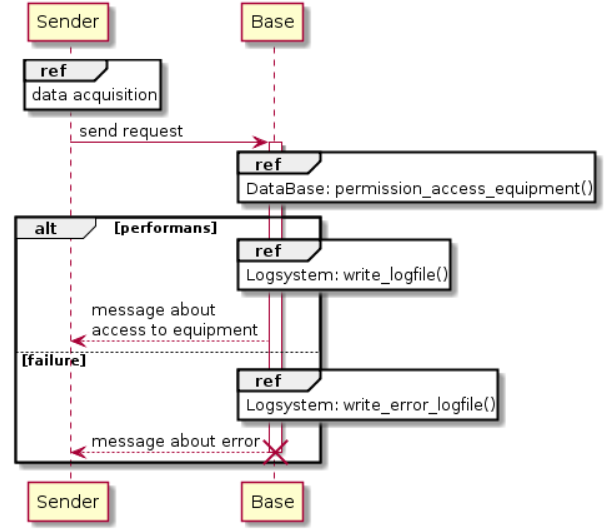 Sender Base
ref
data acquisition
send request
ref
DataBase: permission_access_equipment()
alt [performans]
ref
Logsystem: write_logfile()
message about
access to equipment
[failure]
ref
Logsystem: write_error_logfile()
message about error
Sender Base